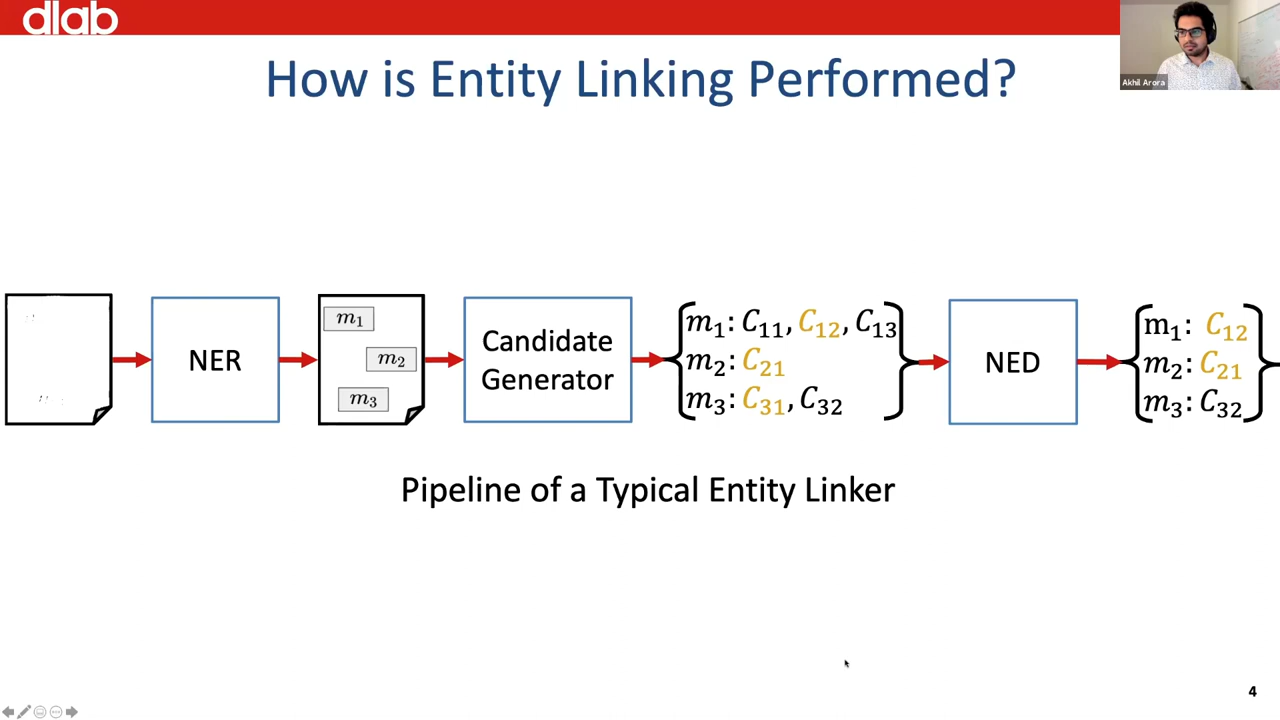 dlab
How is Entity Linking Performed?
Akhil Arora
NER
m₁
m₂
m₃
Candidate
Generator
m₁: C₁₁, C₁₂, C₁₃
m₂: C₂₁
m₃: C₃₁, C₃₂
NED
m₁: C₁₂
m₂: C₂₁
m₃: C₃₂
Pipeline of a Typical Entity Linker
4